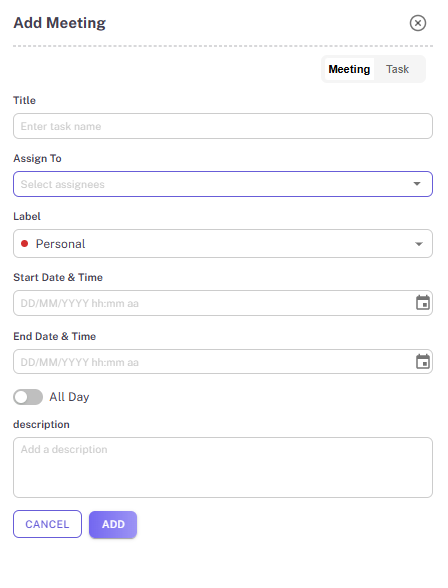 Add Meeting
Meeting Task
Title
Enter task name
Assign To
Select assignees
Label
Personal
Start Date & Time
DD/MM/YYYY hh:mm aa
End Date & Time
DD/MM/YYYY hh:mm aa
All Day
description
Add a description
CANCEL ADD